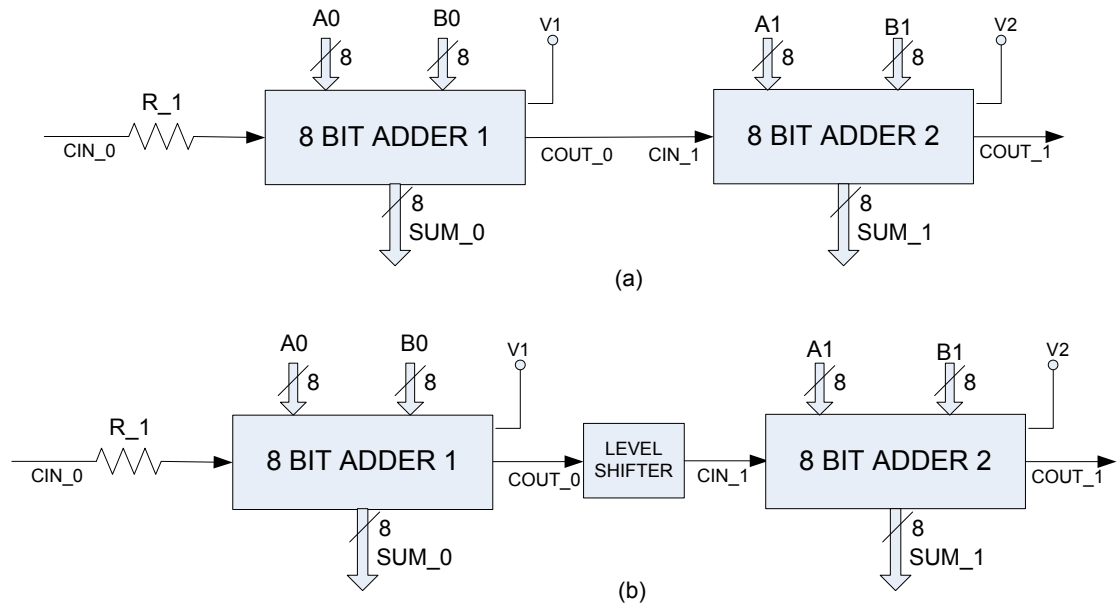 A0 B0 V1 A1 B1 V2
8 8 8 8
R_1
8 BIT ADDER 1 8 BIT ADDER 2
CIN_0 COUT_0 CIN_1 COUT_1
8 8
SUM_0 SUM_1
(a)
A0 B0 V1 A1 B1 V2
8 8 8 8
R_1
8 BIT ADDER 1 LEVEL SHIFTER 8 BIT ADDER 2
CIN_0 COUT_0 CIN_1 COUT_1
8 8
SUM_0 SUM_1
(b)